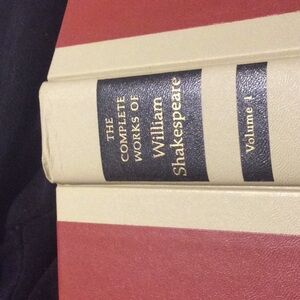 THE
COMPLETE
WORKS OF
William
Shakespeare
Volume 1